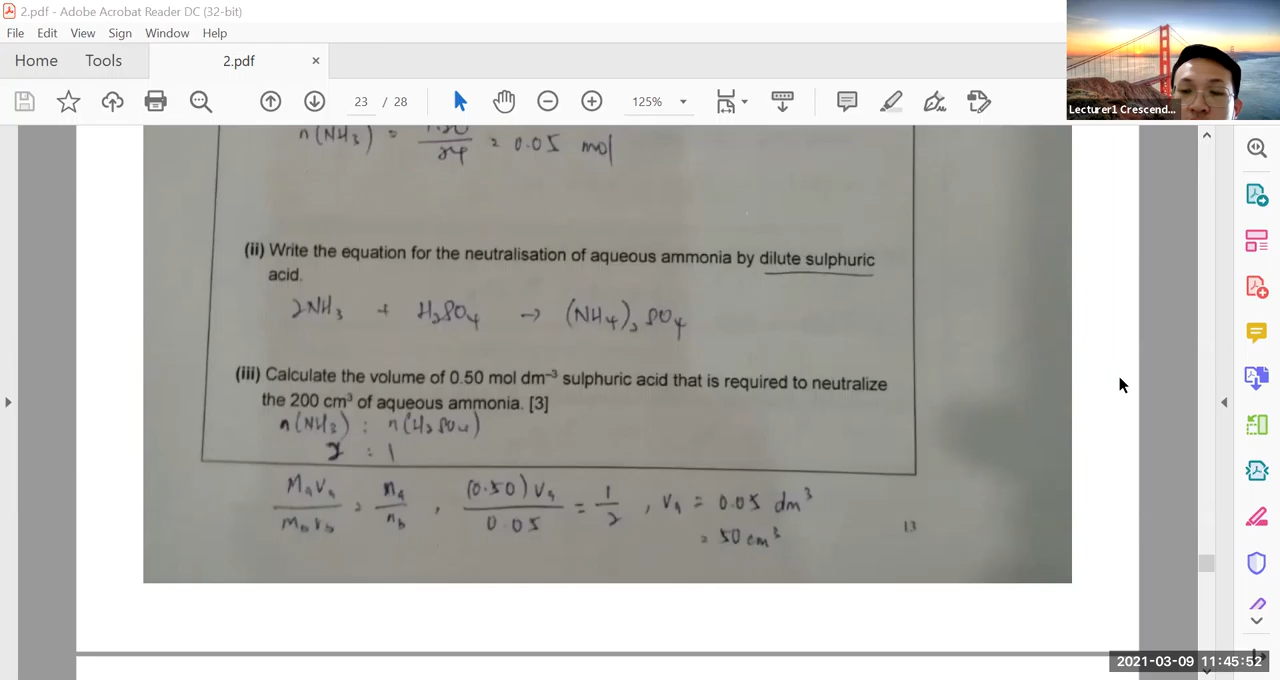 2.pdf - Adobe Acrobat Reader DC (32-bit)
File Edit View Sign Window Help
Home Tools 2.pdf ×
23 / 28 125%
Lecturer1 Crescend...
n(NH₃) = 1.20/24 = 0.05 mol
(ii) Write the equation for the neutralisation of aqueous ammonia by dilute sulphuric
acid.
2NH₃ + H₂SO₄ → (NH₄)₂SO₄
(iii) Calculate the volume of 0.50 mol dm⁻³ sulphuric acid that is required to neutralize
the 200 cm³ of aqueous ammonia. [3]
n(NH₃) : n(H₂SO₄)
2 : 1
MₐVₐ/M_bV_b = nₐ/n_b , (0.50)Vₐ/0.05 = 1/2 , Vₐ = 0.05 dm³
= 50 cm³
13
2021-03-09 11:45:52